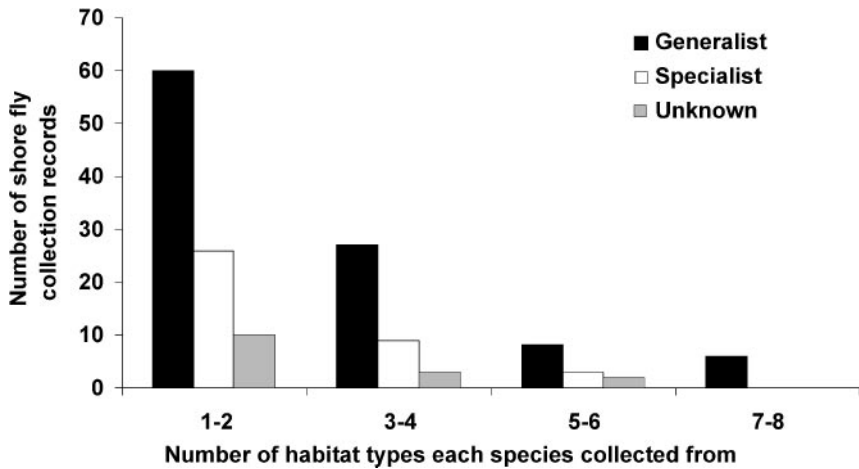 70
60
50
40
30
20
10
0
Number of shore fly
collection records
Generalist
Specialist
Unknown
1-2 3-4 5-6 7-8
Number of habitat types each species collected from